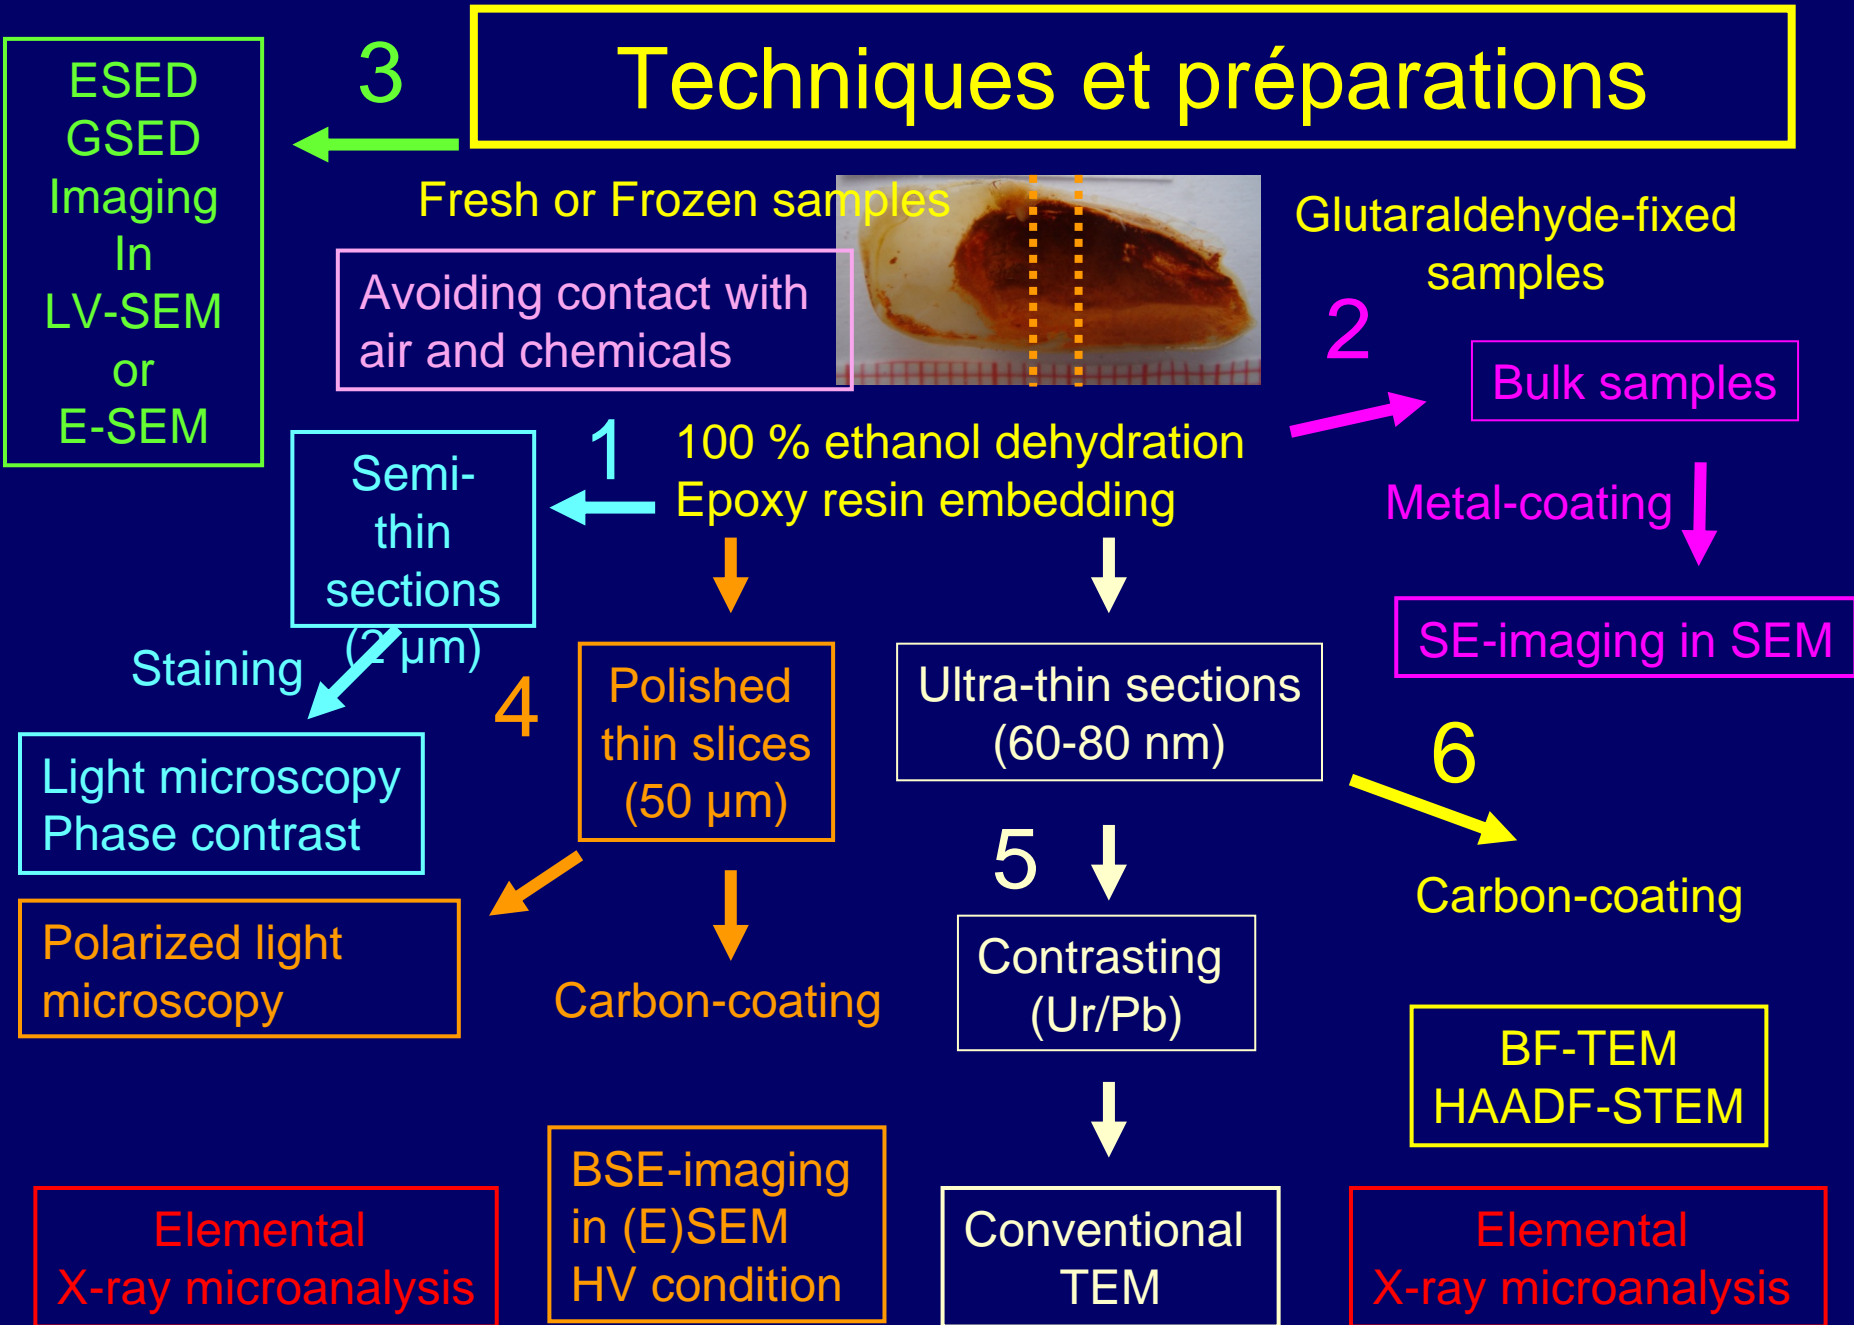 Techniques et préparations
3
ESED
GSED
Imaging
In
LV-SEM
or
E-SEM
Fresh or Frozen samples
Avoiding contact with
air and chemicals
Glutaraldehyde-fixed
samples
2
Bulk samples
Metal-coating
SE-imaging in SEM
1
100 % ethanol dehydration
Epoxy resin embedding
Semi-
thin
sections
(2 µm)
Staining
Light microscopy
Phase contrast
4
Polished
thin slices
(50 µm)
Polarized light
microscopy
Carbon-coating
BSE-imaging
in (E)SEM
HV condition
Elemental
X-ray microanalysis
Ultra-thin sections
(60-80 nm)
5
Contrasting
(Ur/Pb)
Conventional
TEM
6
Carbon-coating
BF-TEM
HAADF-STEM
Elemental
X-ray microanalysis